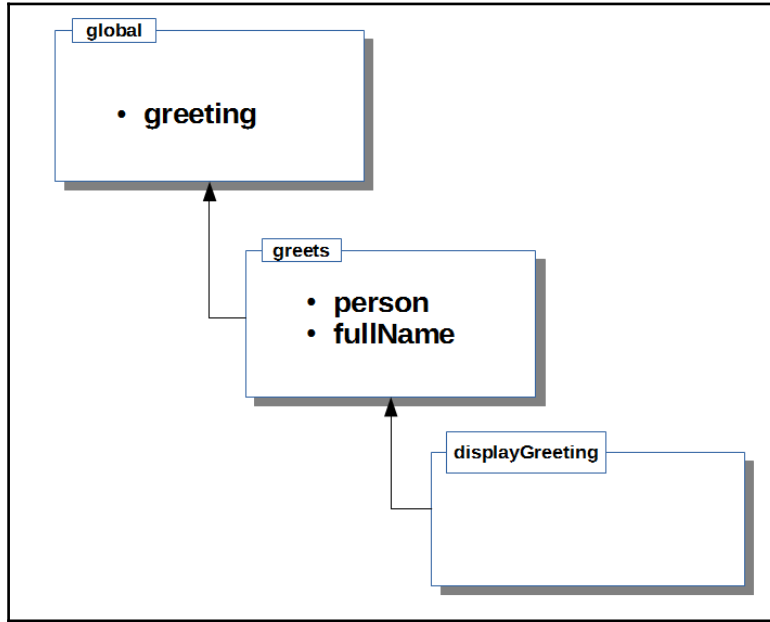 global
• greeting
greets
• person
• fullName
displayGreeting